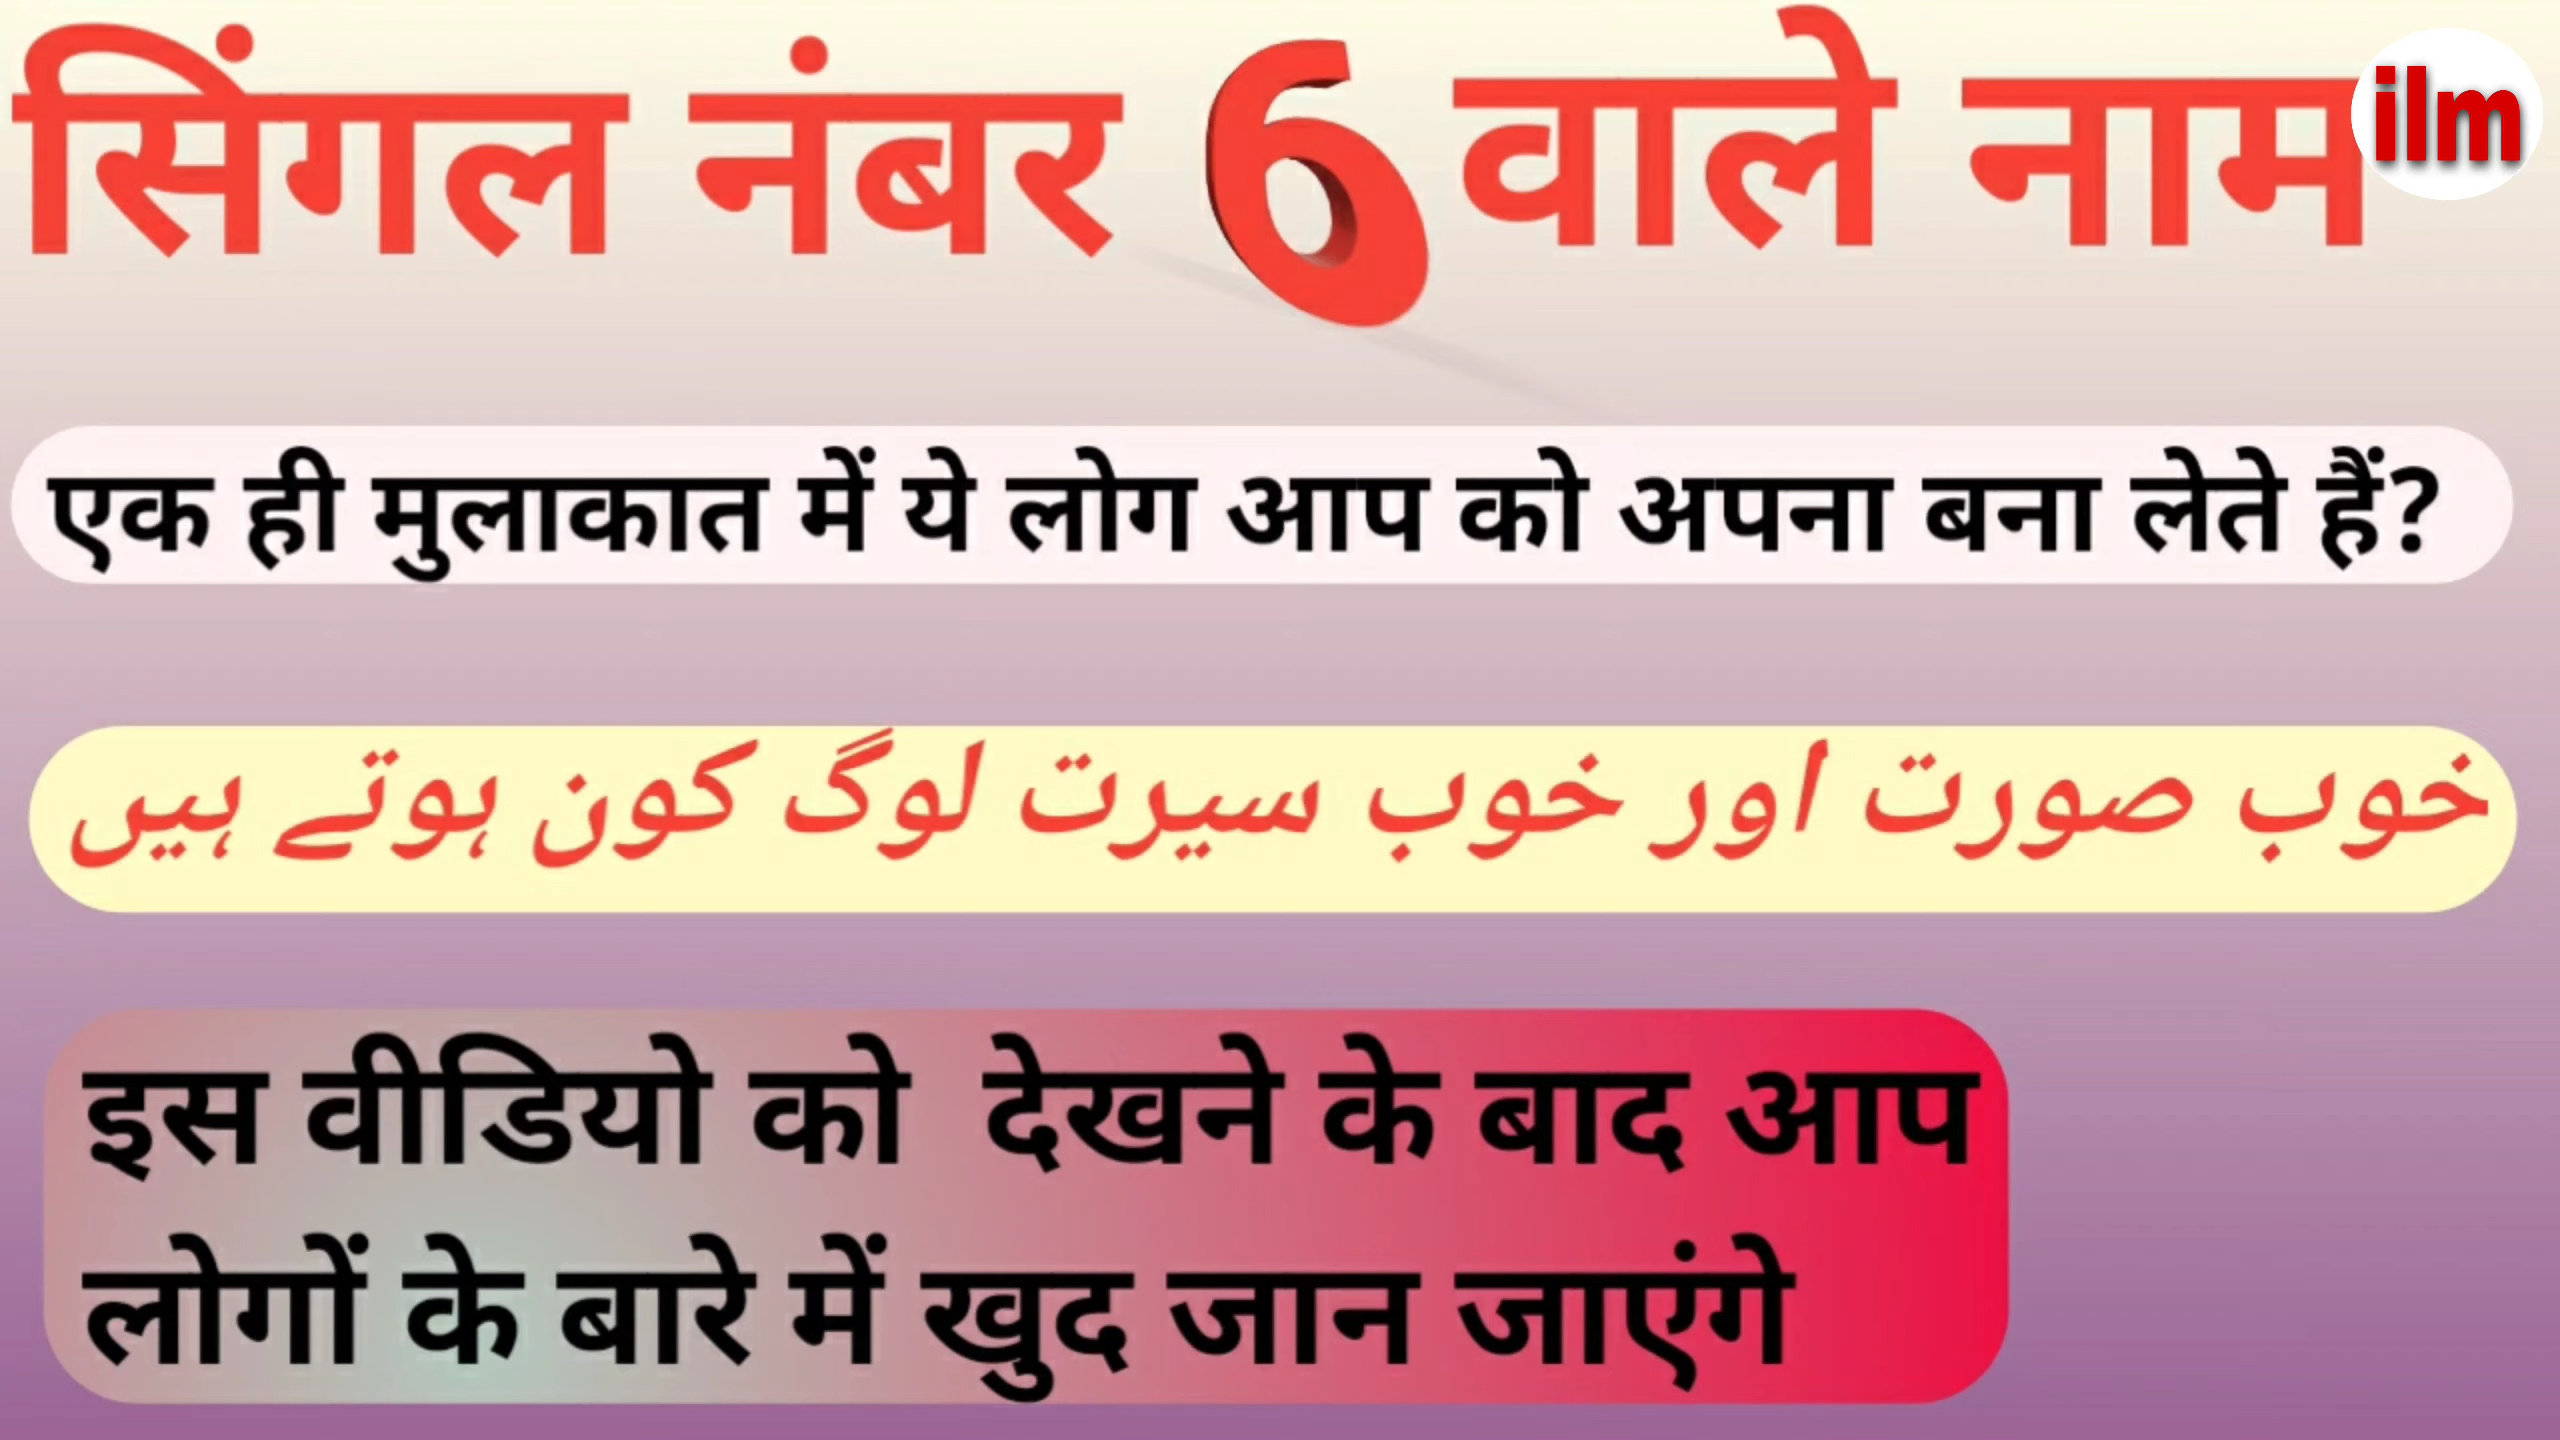 सिंगल नंबर 6 वाले नाम ilm
एक ही मुलाकात में ये लोग आप को अपना बना लेते हैं?
خوب صورت اور خوب سیرت لوگ کون ہوتے ہیں
इस वीडियो को देखने के बाद आप
लोगों के बारे में खुद जान जाएंगे